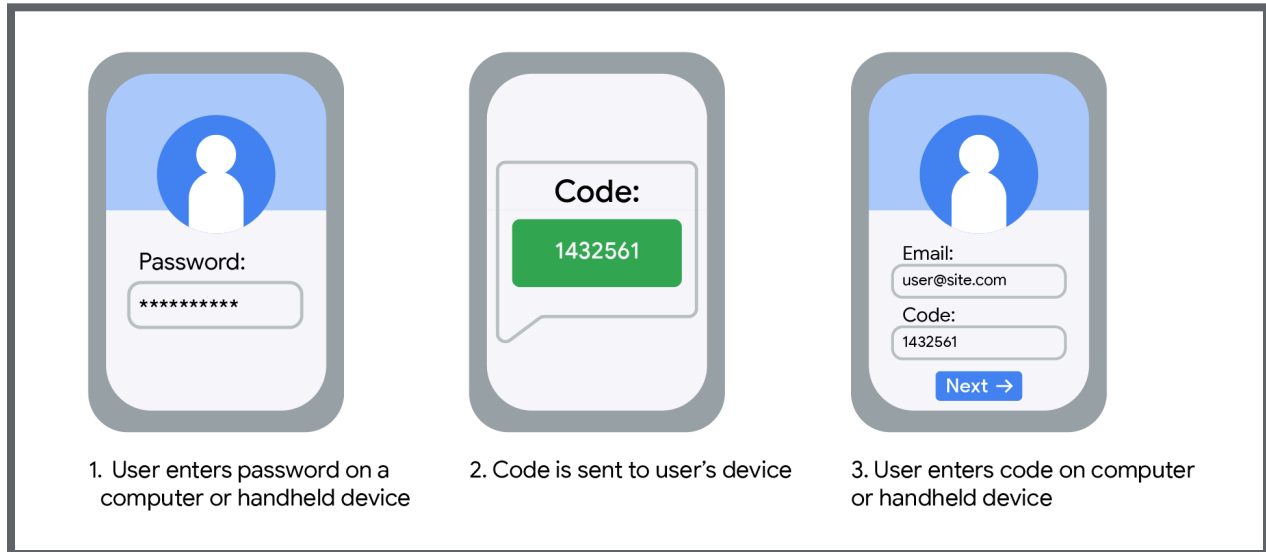 Password:
**********
1. User enters password on a
computer or handheld device
Code:
1432561
2. Code is sent to user’s device
Email:
user@site.com
Code:
1432561
Next →
3. User enters code on computer
or handheld device